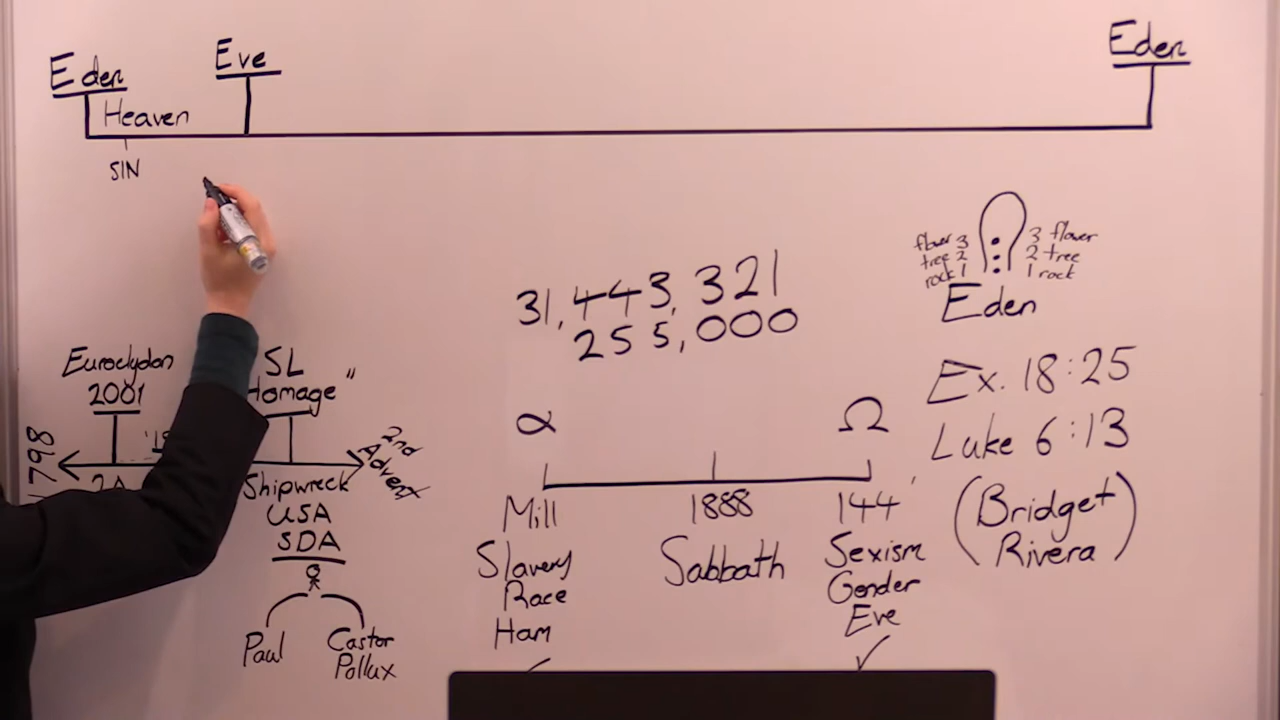 Eden
Eve
Eden
Heaven
SIN
31,443,321
255,000
flower 3
tree 2
rock 1
3 flower
2 tree
1 rock
Eden
Ex. 18:25
Luke 6:13
(Bridget Rivera)
Euroclydon
2001
SL
Homage"
1798
2nd
Advent
Shipwreck
USA
SDA
Paul
Castor
Pollux
α
Ω
Mill
1888
144'
Slavery
Race
Ham
Sabbath
Sexism
Gender
Eve